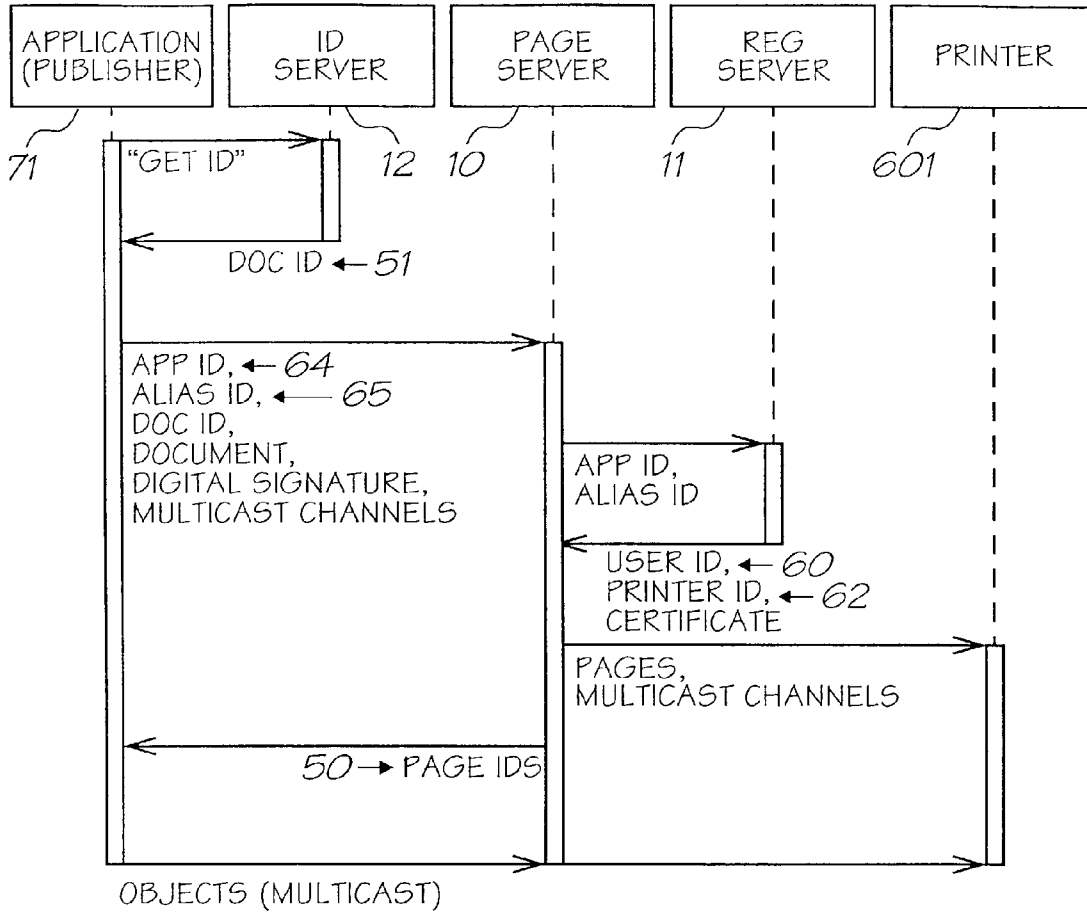 APPLICATION
(PUBLISHER)
ID
SERVER
PAGE
SERVER
REG
SERVER
PRINTER
71
12
10
11
601
"GET ID"
DOC ID ← 51
APP ID, ← 64
ALIAS ID, ← 65
DOC ID,
DOCUMENT,
DIGITAL SIGNATURE,
MULTICAST CHANNELS
APP ID,
ALIAS ID
USER ID, ← 60
PRINTER ID, ← 62
CERTIFICATE
PAGES,
MULTICAST CHANNELS
50 → PAGE IDS
OBJECTS (MULTICAST)